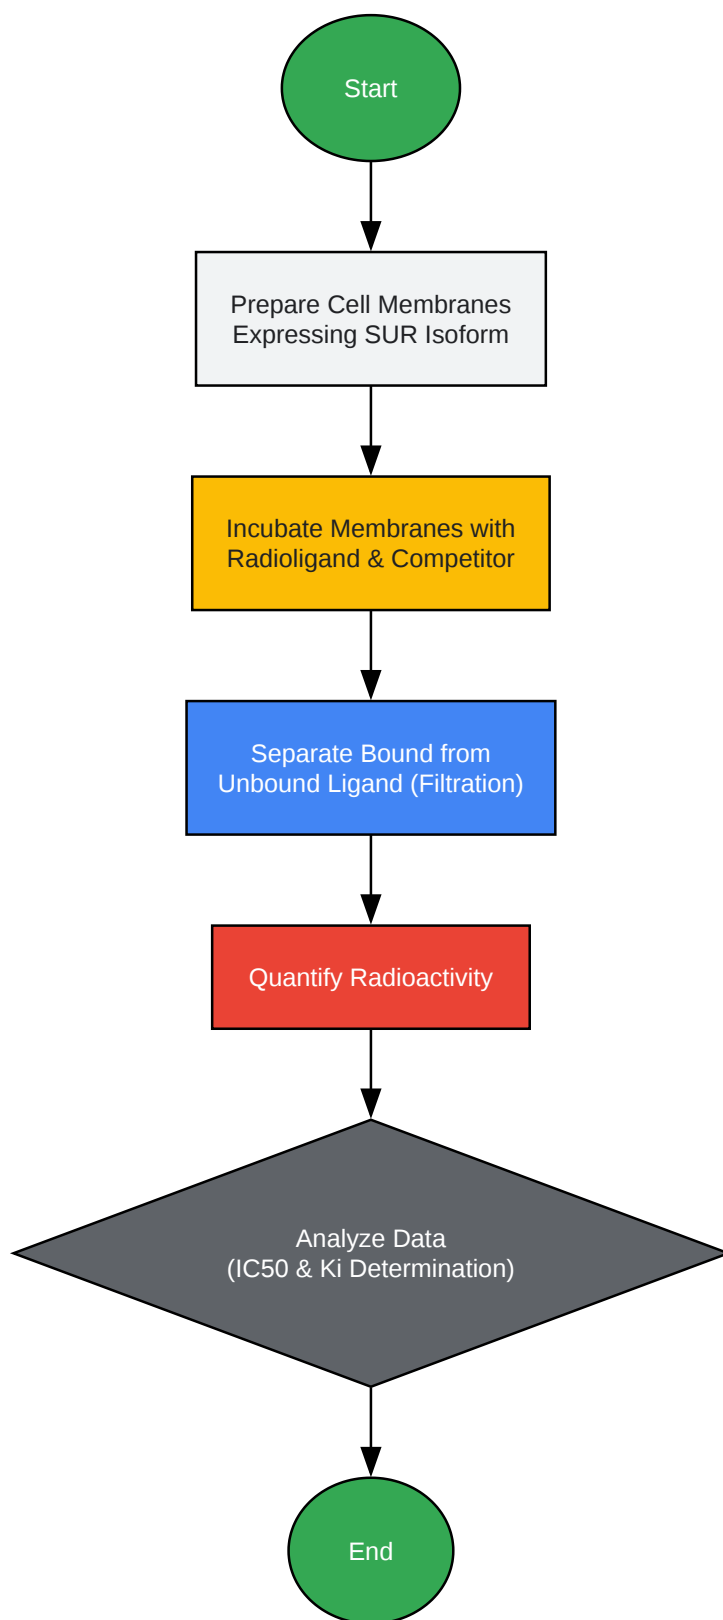 Start
Prepare Cell Membranes
Expressing SUR Isoform
Incubate Membranes with
Radioligand & Competitor
Separate Bound from
Unbound Ligand (Filtration)
Quantify Radioactivity
Analyze Data
(IC50 & Ki Determination)
End